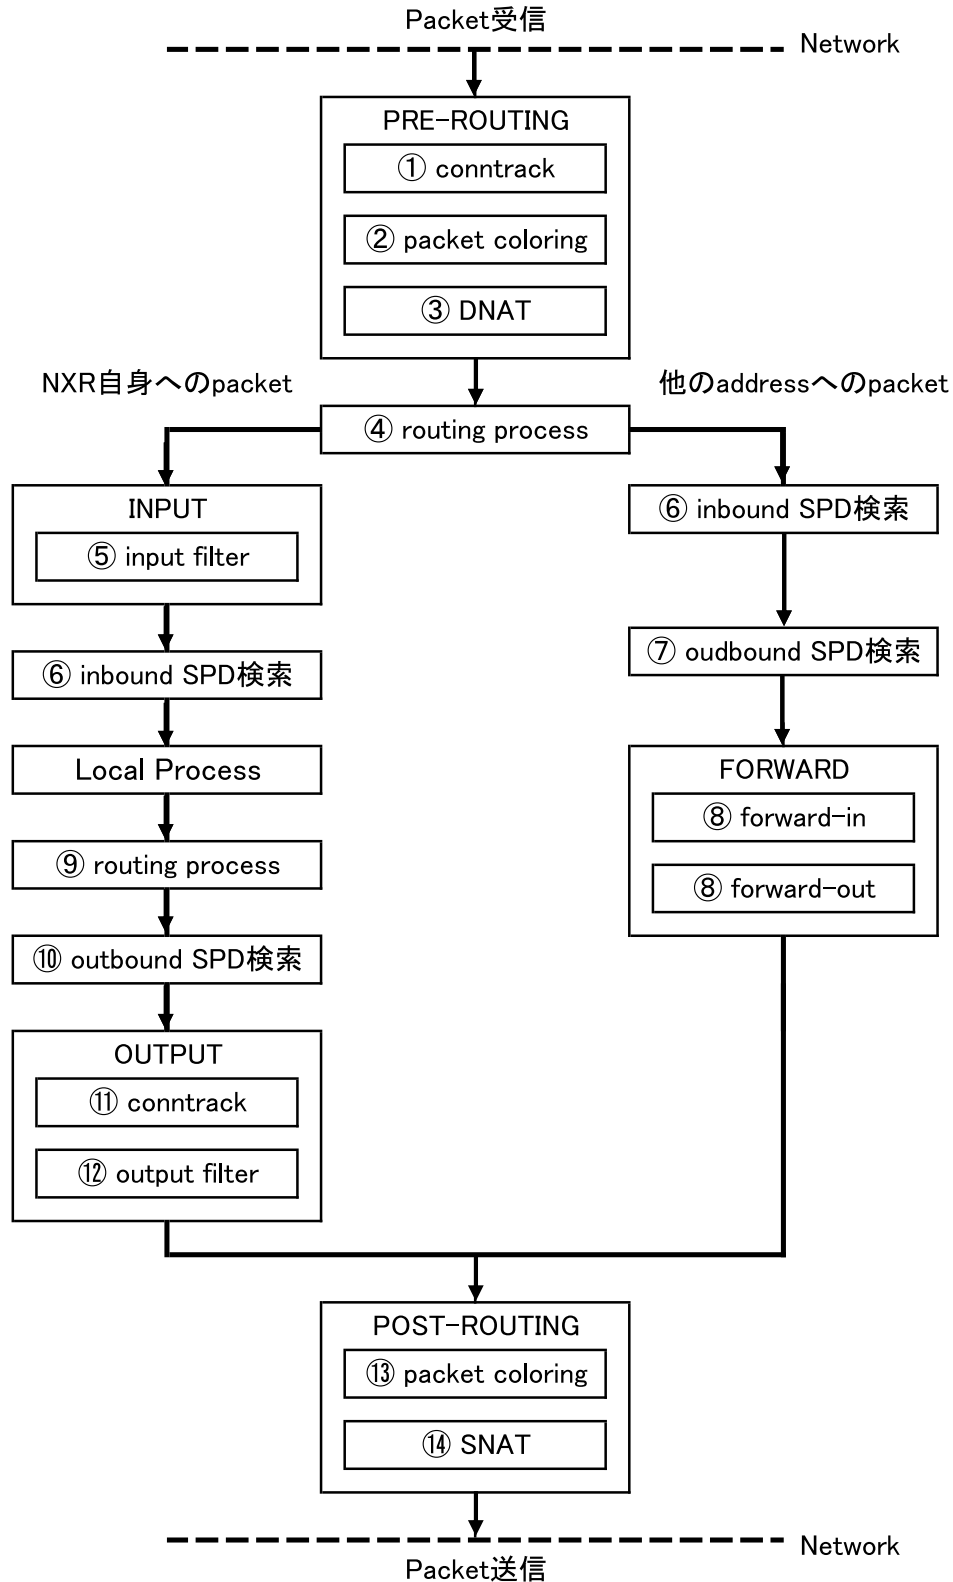 Packet受信
Network
PRE-ROUTING
① conntrack
② packet coloring
③ DNAT
NXR自身へのpacket
他のaddressへのpacket
④ routing process
INPUT
⑤ input filter
⑥ inbound SPD検索
Local Process
⑨ routing process
⑩ outbound SPD検索
OUTPUT
⑪ conntrack
⑫ output filter
⑥ inbound SPD検索
⑦ oudbound SPD検索
FORWARD
⑧ forward-in
⑧ forward-out
POST-ROUTING
⑬ packet coloring
⑭ SNAT
Network
Packet送信